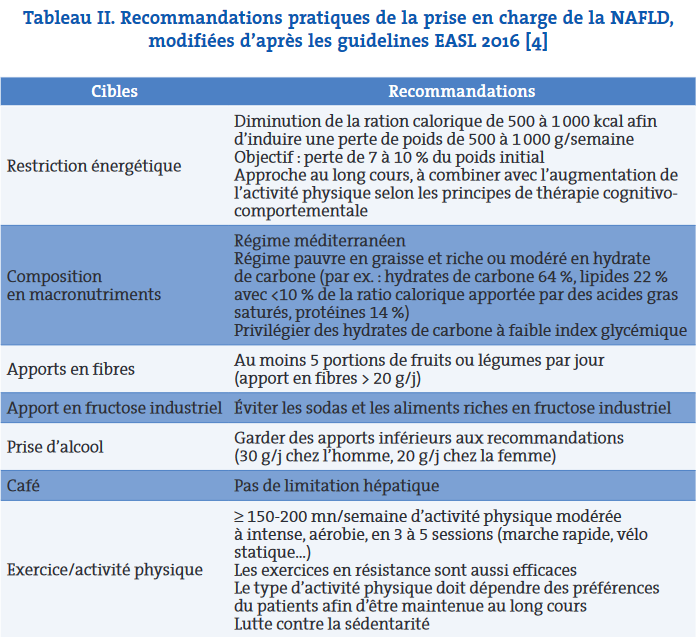 Tableau II. Recommandations pratiques de la prise en charge de la NAFLD,
modifiées d’après les guidelines EASL 2016 [4]
Cibles Recommandations
Restriction énergétique
Diminution de la ration calorique de 500 à 1 000 kcal afin
d’induire une perte de poids de 500 à 1 000 g/semaine
Objectif : perte de 7 à 10 % du poids initial
Approche au long cours, à combiner avec l’augmentation de
l’activité physique selon les principes de thérapie cognitivo-
comportementale
Composition
en macronutriments
Régime méditerranéen
Régime pauvre en graisse et riche ou modéré en hydrate
de carbone (par ex. : hydrates de carbone 64 %, lipides 22 %
avec <10 % de la ratio calorique apportée par des acides gras
saturés, protéines 14 %)
Privilégier des hydrates de carbone à faible index glycémique
Apports en fibres
Au moins 5 portions de fruits ou légumes par jour
(apport en fibres > 20 g/j)
Apport en fructose industriel Éviter les sodas et les aliments riches en fructose industriel
Prise d’alcool
Garder des apports inférieurs aux recommandations
(30 g/j chez l’homme, 20 g/j chez la femme)
Café Pas de limitation hépatique
Exercice/activité physique
≥ 150-200 mn/semaine d’activité physique modérée
à intense, aérobie, en 3 à 5 sessions (marche rapide, vélo
statique…)
Les exercices en résistance sont aussi efficaces
Le type d’activité physique doit dépendre des préférences
du patients afin d’être maintenue au long cours
Lutte contre la sédentarité